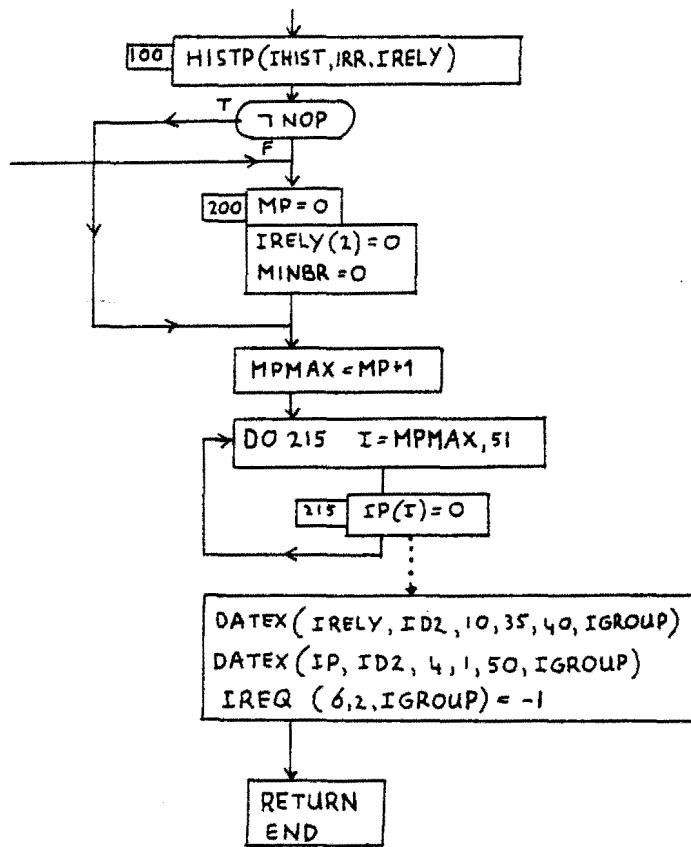 100 HISTP(IHIST,IRR.IRELY)
T
¬ NOP
F
200 MP=0
IRELY(2)=0
MINBR=0
MPMAX=MP+1
DO 215 I=MPMAX,51
215 IP(I)=0
DATEX(IRELY,ID2,10,35,40,IGROUP)
DATEX(IP,ID2,4,1,50,IGROUP)
IREQ (6,2,IGROUP)=-1
RETURN
END